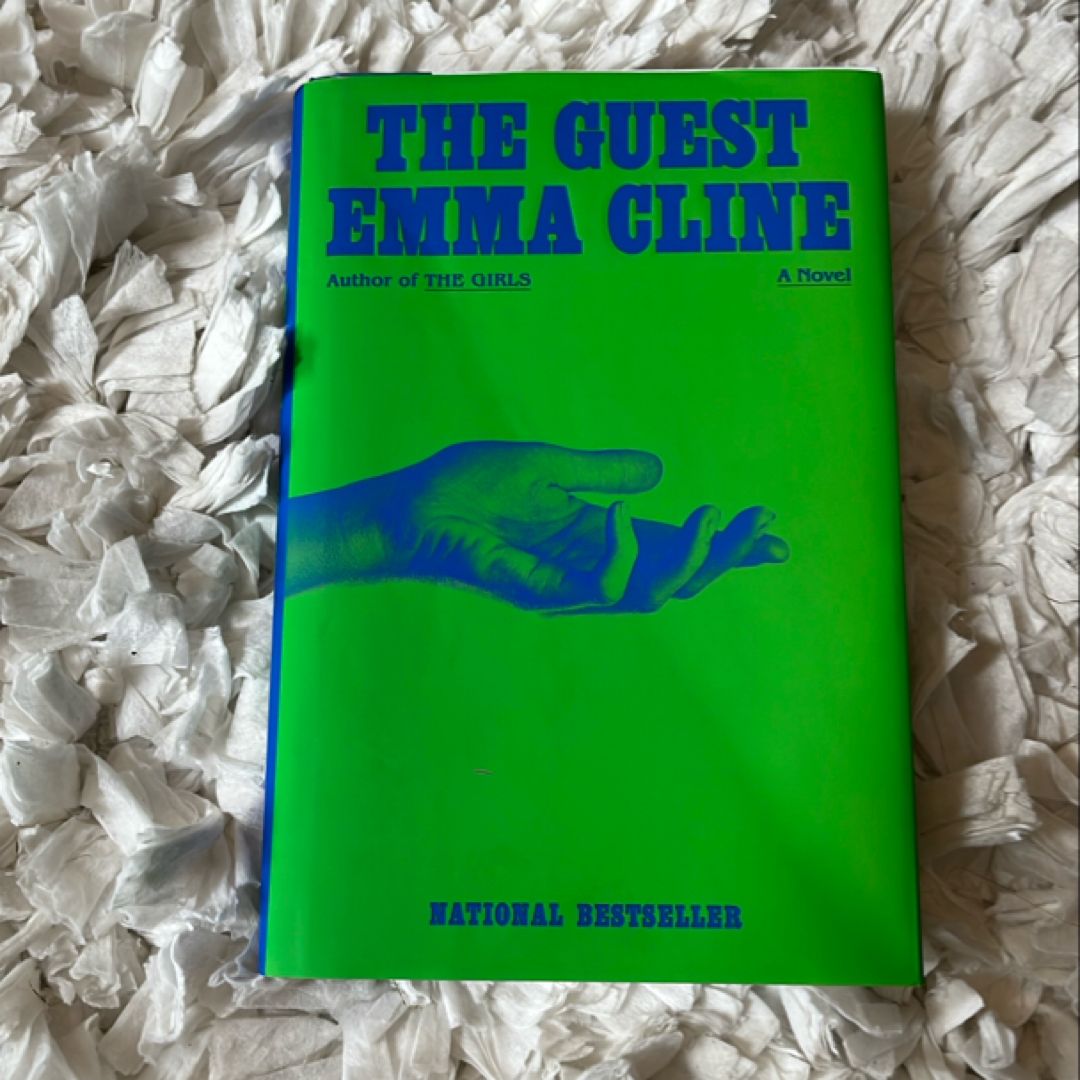 THE GUEST
EMMA CLINE
Author of THE GIRLS A Novel
NATIONAL BESTSELLER